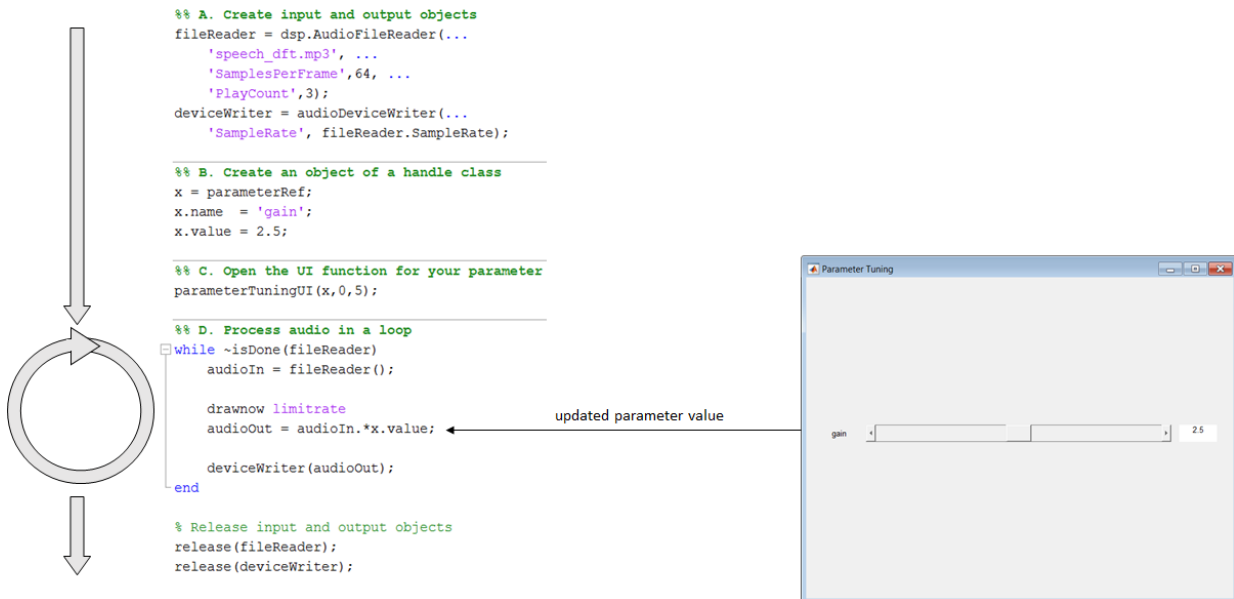 %% A. Create input and output objects
fileReader = dsp.AudioFileReader(...
    'speech_dft.mp3', ...
    'SamplesPerFrame',64, ...
    'PlayCount',3);
deviceWriter = audioDeviceWriter(...
    'SampleRate', fileReader.SampleRate);
%% B. Create an object of a handle class
x = parameterRef;
x.name  = 'gain';
x.value = 2.5;
%% C. Open the UI function for your parameter
parameterTuningUI(x,0,5);
%% D. Process audio in a loop
while ~isDone(fileReader)
    audioIn = fileReader();
    drawnow limitrate
    audioOut = audioIn.*x.value;
    deviceWriter(audioOut);
end
% Release input and output objects
release(fileReader);
release(deviceWriter);
updated parameter value
Parameter Tuning
gain
2.5